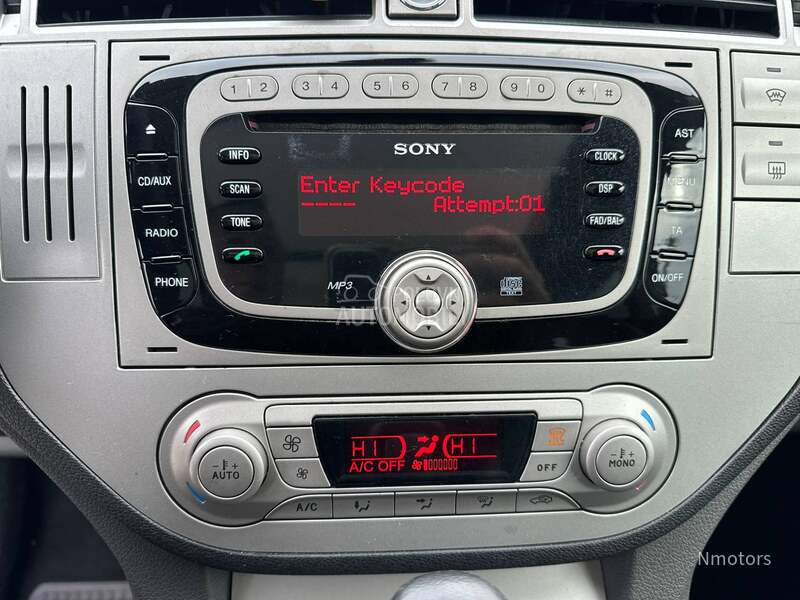 1 2 3 4 5 6 7 8 9 0 * #
SONY
INFO
CLOCK
AST
CD/AUX
SCAN
Enter Keycode
DSP
MENU
---- Attempt:01
RADIO
TONE
FAD/BAL
TA
PHONE
MP3
ON/OFF
HI HI
A/C OFF
- + AUTO
OFF
- + MONO
A/C
Nmotors